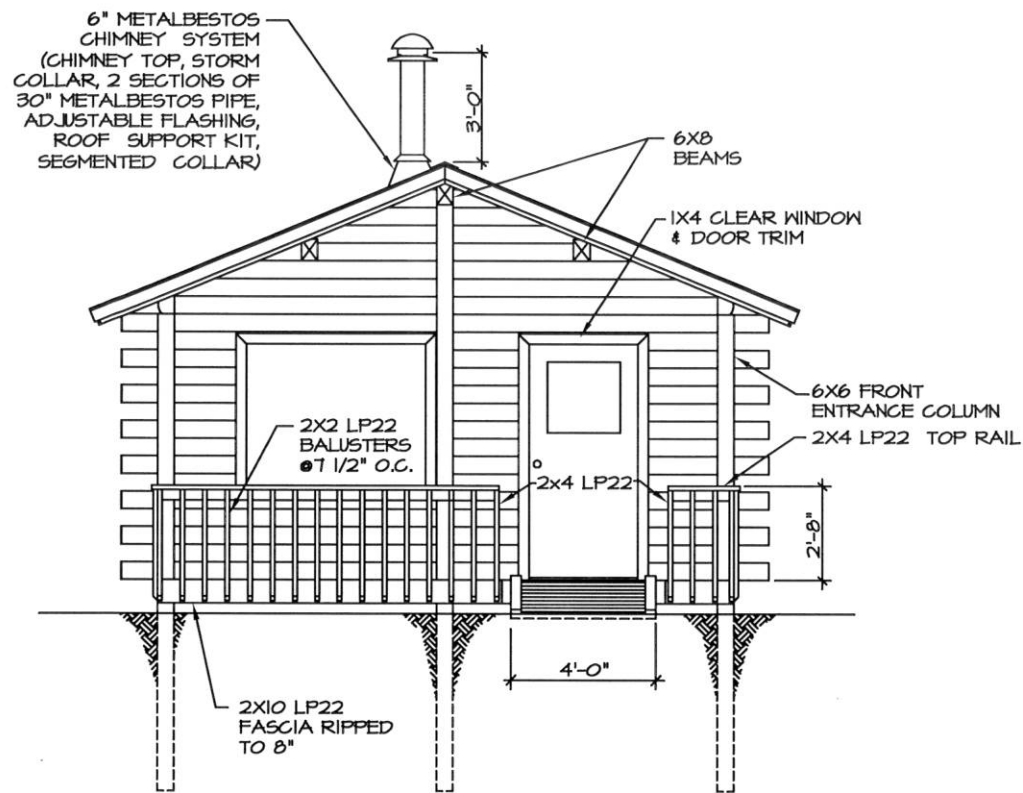 6" METALBESTOS
CHIMNEY SYSTEM
(CHIMNEY TOP, STORM
COLLAR, 2 SECTIONS OF
30" METALBESTOS PIPE,
ADJUSTABLE FLASHING,
ROOF SUPPORT KIT,
SEGMENTED COLLAR)
3'-0"
6X8
BEAMS
1X4 CLEAR WINDOW
& DOOR TRIM
6X6 FRONT
ENTRANCE COLUMN
2X4 LP22 TOP RAIL
2X2 LP22
BALUSTERS
@7 1/2" O.C.
2x4 LP22
2'-8"
4'-0"
2X10 LP22
FASCIA RIPPED
TO 8"